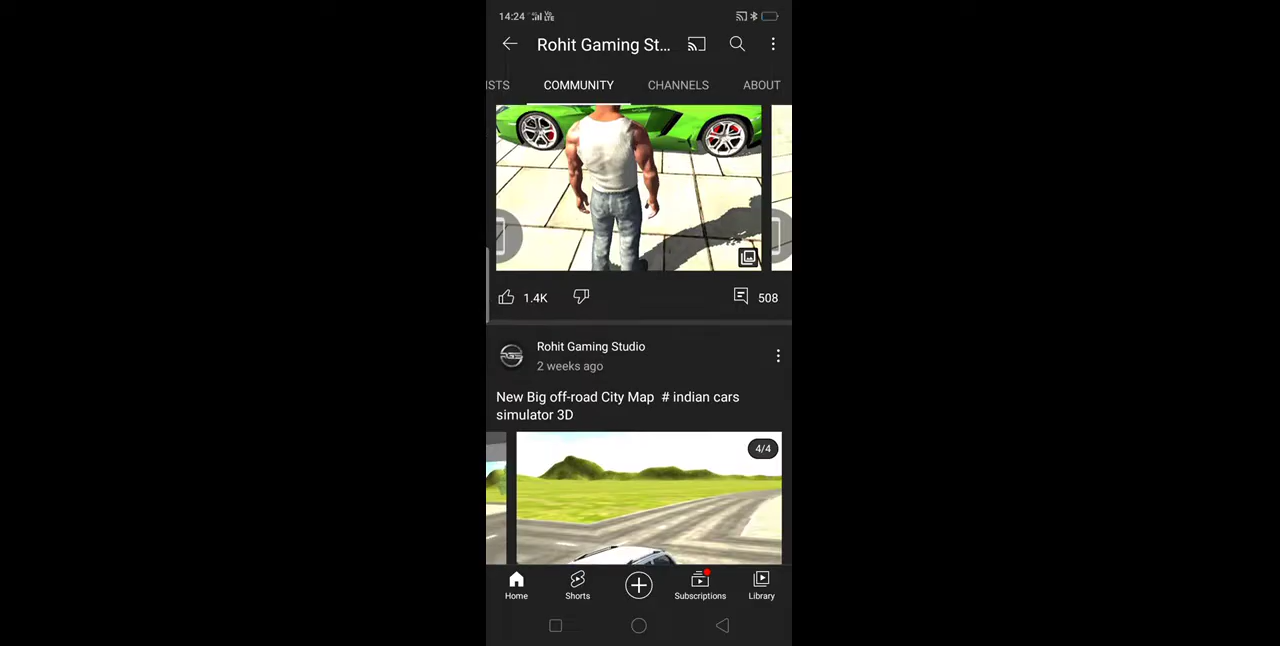 14:24
Rohit Gaming St...
ISTS COMMUNITY CHANNELS ABOUT
1.4K 508
Rohit Gaming Studio
2 weeks ago
New Big off-road City Map # indian cars
simulator 3D
4/4
Home Shorts Subscriptions Library